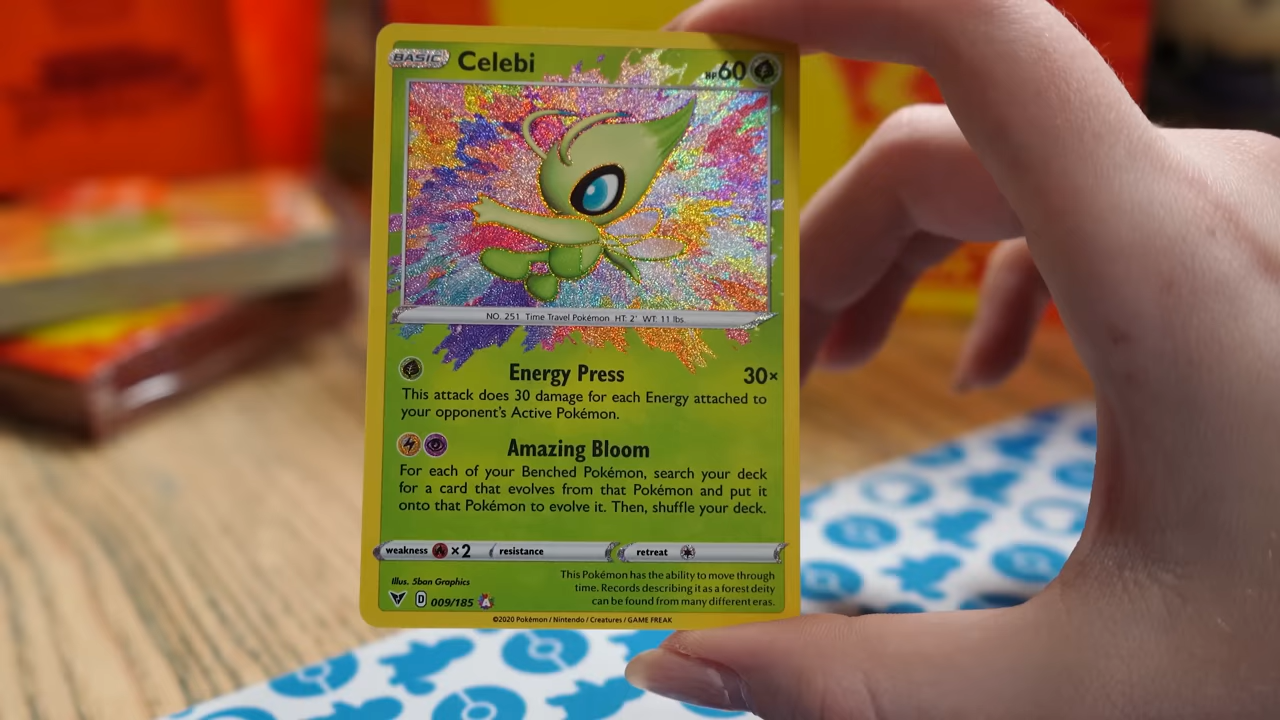 BASIC Celebi HP60
NO. 251 Time Travel Pokémon HT: 2' WT: 11 lbs
Energy Press 30×
This attack does 30 damage for each Energy attached to
your opponent's Active Pokémon.
Amazing Bloom
For each of your Benched Pokémon, search your deck
for a card that evolves from that Pokémon and put it
onto that Pokémon to evolve it. Then, shuffle your deck.
weakness ×2 resistance retreat
Illus. 5ban Graphics
This Pokémon has the ability to move through
time. Records describing it as a forest deity
can be found from many different eras.
D 009/185 A
©2020 Pokémon / Nintendo / Creatures / GAME FREAK